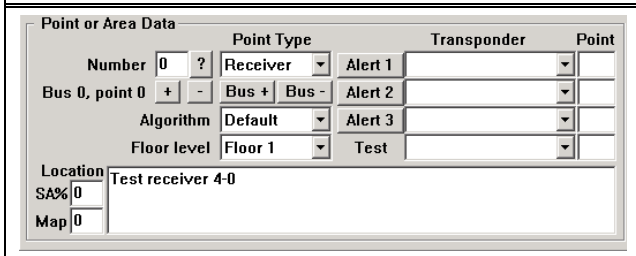 Point or Area Data
Point Type Transponder Point
Number 0 ? Receiver Alert 1
Bus 0, point 0 + - Bus + Bus - Alert 2
Algorithm Default Alert 3
Floor level Floor 1 Test
Location
Test receiver 4-0
SA% 0
Map 0